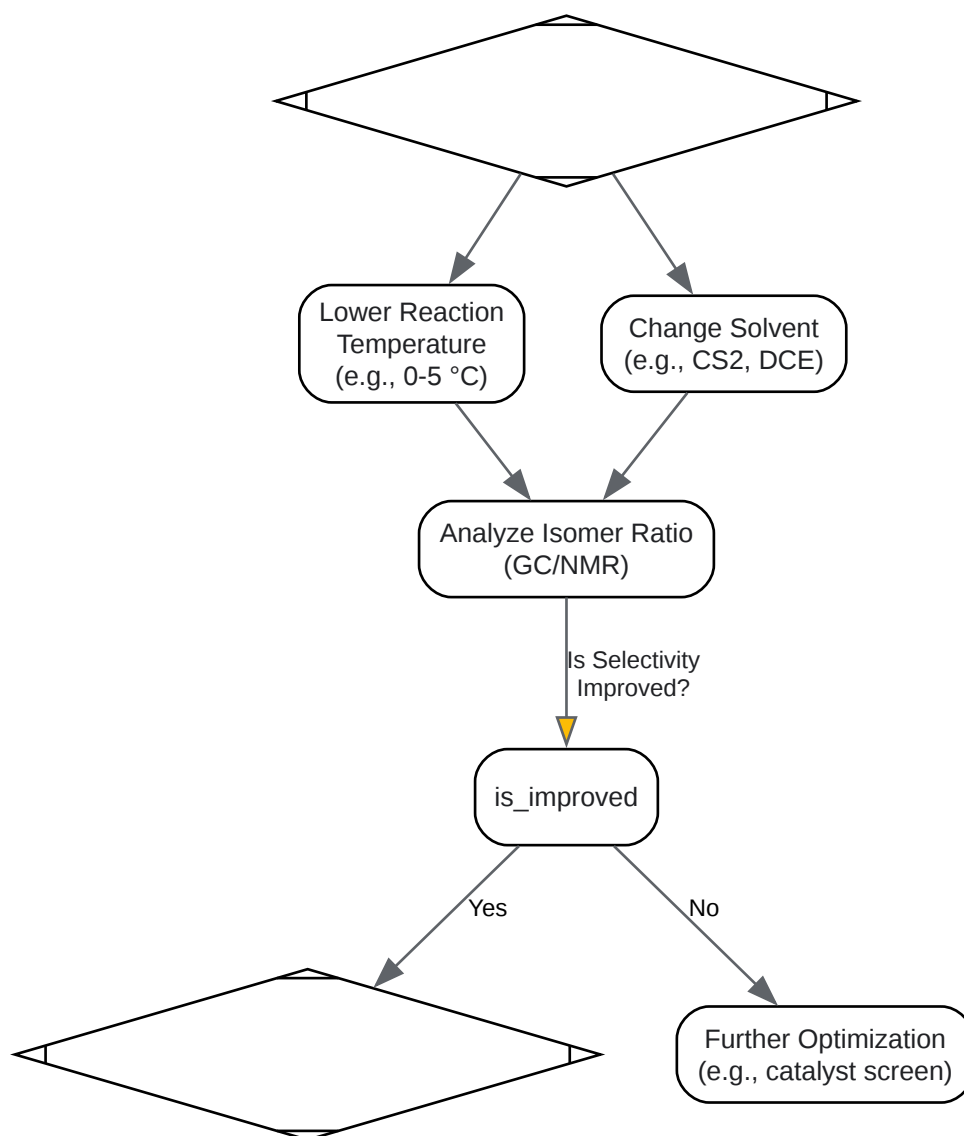 Lower Reaction
Temperature
(e.g., 0-5 °C)
Change Solvent
(e.g., CS2, DCE)
Analyze Isomer Ratio
(GC/NMR)
Is Selectivity
Improved?
is_improved
Yes
No
Further Optimization
(e.g., catalyst screen)